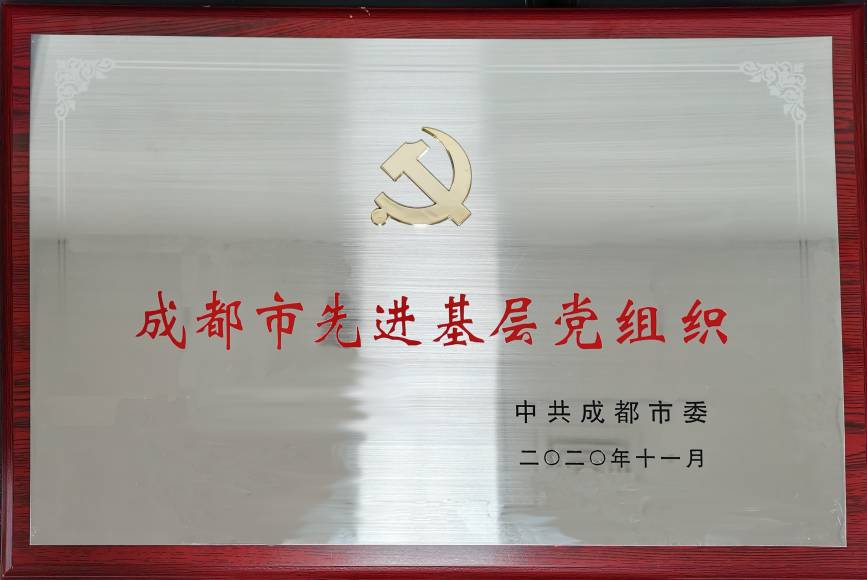 成都市先进基层党组织
中共成都市委
二〇二〇年十一月